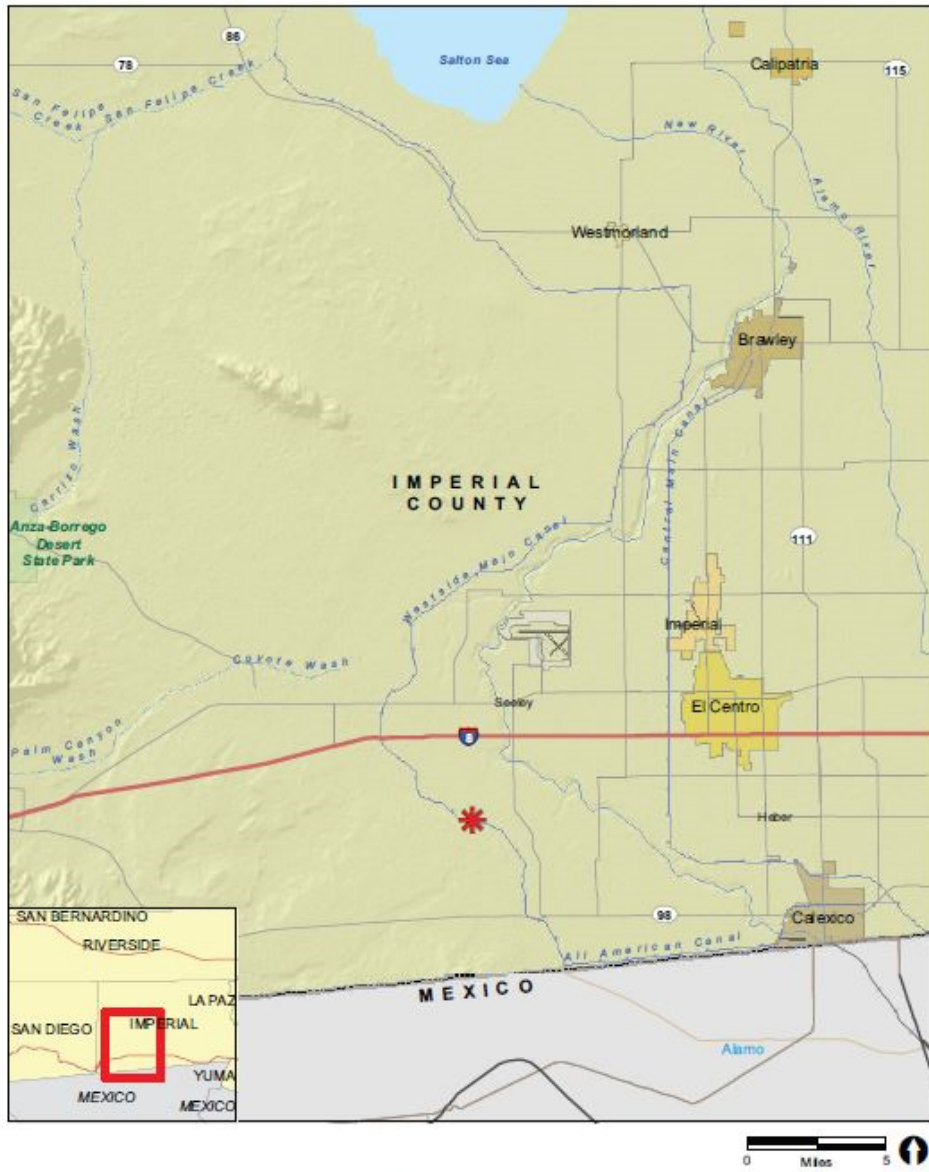 86
78
Salton Sea
Calipatria
115
San Felipe
Creek
San Felipe Creek
New River
Alamo River
Westmorland
Brawley
Carriso Wash
Central Main Canal
IMPERIAL
COUNTY
Anza-Borrego
Desert
State Park
111
Westside Main Canal
Imperial
Coyote Wash
Seeley
El Centro
Palm Canyon
Wash
8
Heber
98
Calexico
All American Canal
MEXICO
Alamo
SAN BERNARDINO
RIVERSIDE
LA PAZ
SAN DIEGO
IMPERIAL
YUMA
MEXICO
MEXICO
0 Miles 5